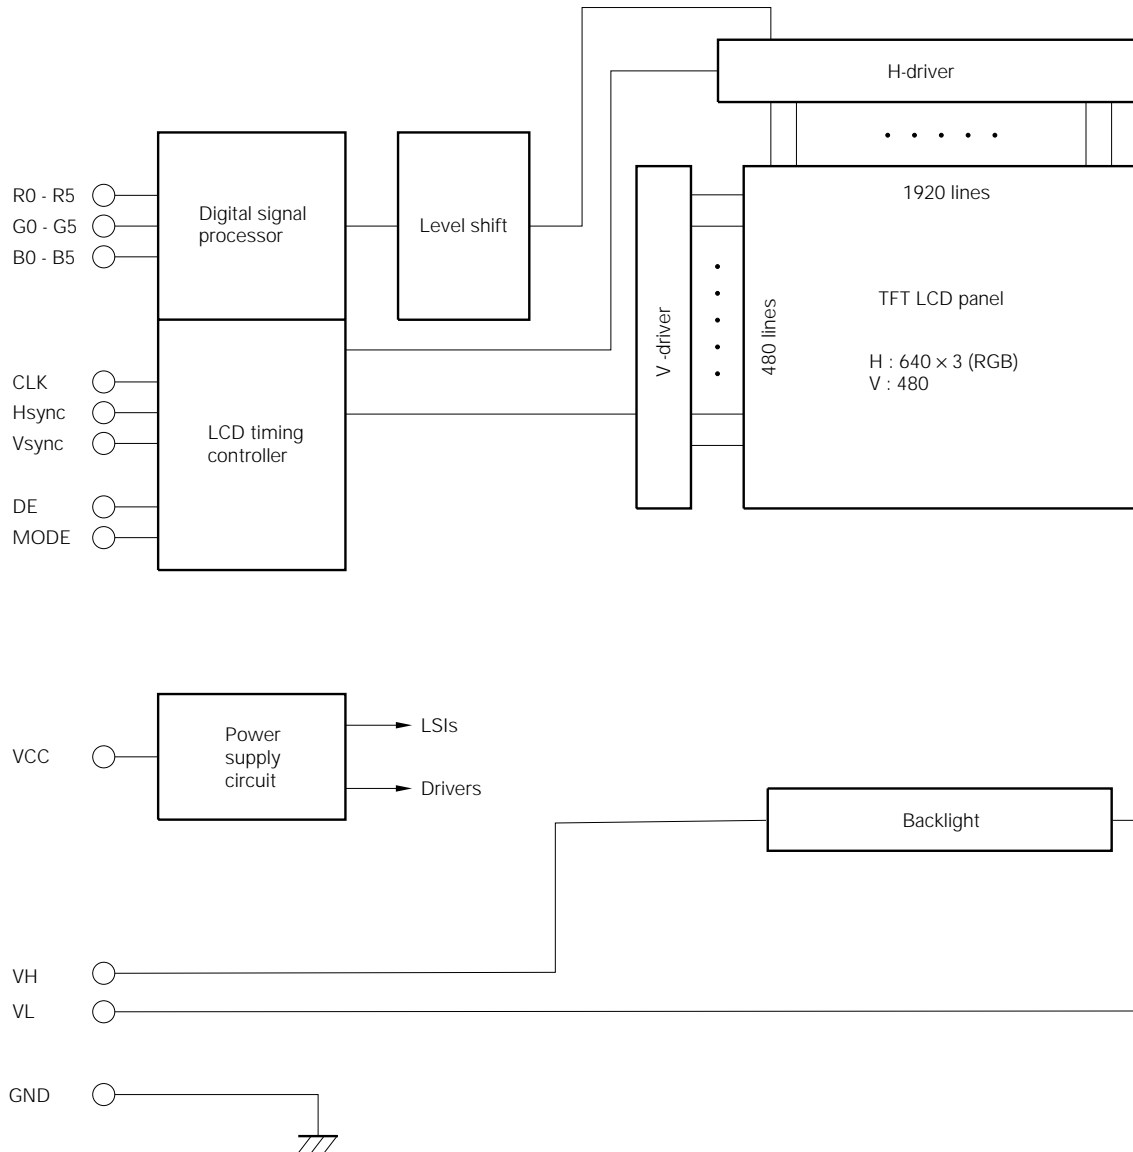 H-driver
R0 - R5
G0 - G5
B0 - B5
Digital signal
processor
Level shift
1920 lines
V -driver
480 lines
TFT LCD panel
H : 640 × 3 (RGB)
V : 480
CLK
Hsync
Vsync
DE
MODE
LCD timing
controller
VCC
Power
supply
circuit
LSIs
Drivers
Backlight
VH
VL
GND